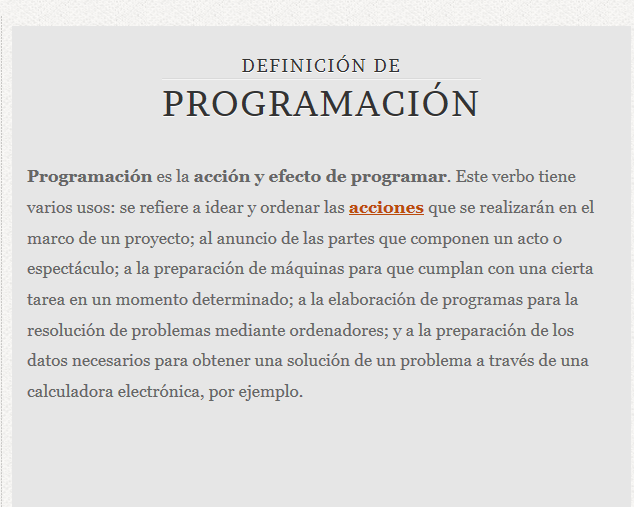 DEFINICIÓN DE
PROGRAMACIÓN
Programación es la acción y efecto de programar. Este verbo tiene
varios usos: se refiere a idear y ordenar las acciones que se realizarán en el
marco de un proyecto; al anuncio de las partes que componen un acto o
espectáculo; a la preparación de máquinas para que cumplan con una cierta
tarea en un momento determinado; a la elaboración de programas para la
resolución de problemas mediante ordenadores; y a la preparación de los
datos necesarios para obtener una solución de un problema a través de una
calculadora electrónica, por ejemplo.